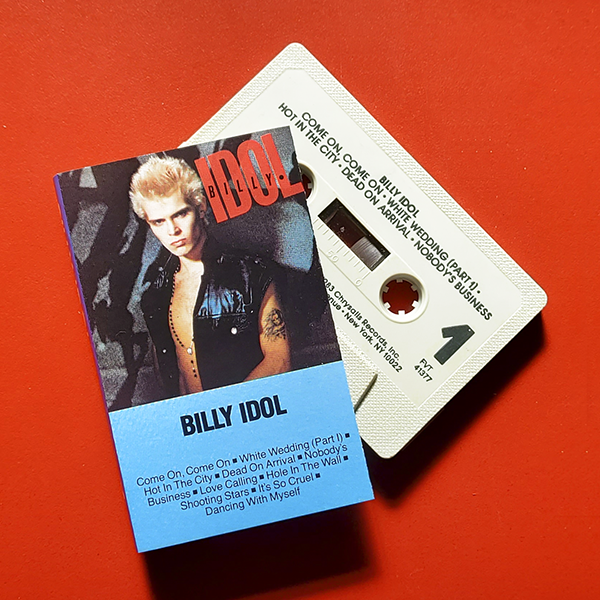 BILLY
IDOL
BILLY IDOL
Come On, Come On ■ White Wedding (Part I) ■
Hot In The City ■ Dead On Arrival ■ Nobody's
Business ■ Love Calling ■ Hole In The Wall ■
Shooting Stars ■ It's So Cruel ■
Dancing With Myself
BILLY IDOL
COME ON, COME ON • WHITE WEDDING (PART 1) •
HOT IN THE CITY • DEAD ON ARRIVAL • NOBODY'S BUSINESS
50 0
Chrysalis Records, Inc.
New York, NY 10022
1
FVT
41377